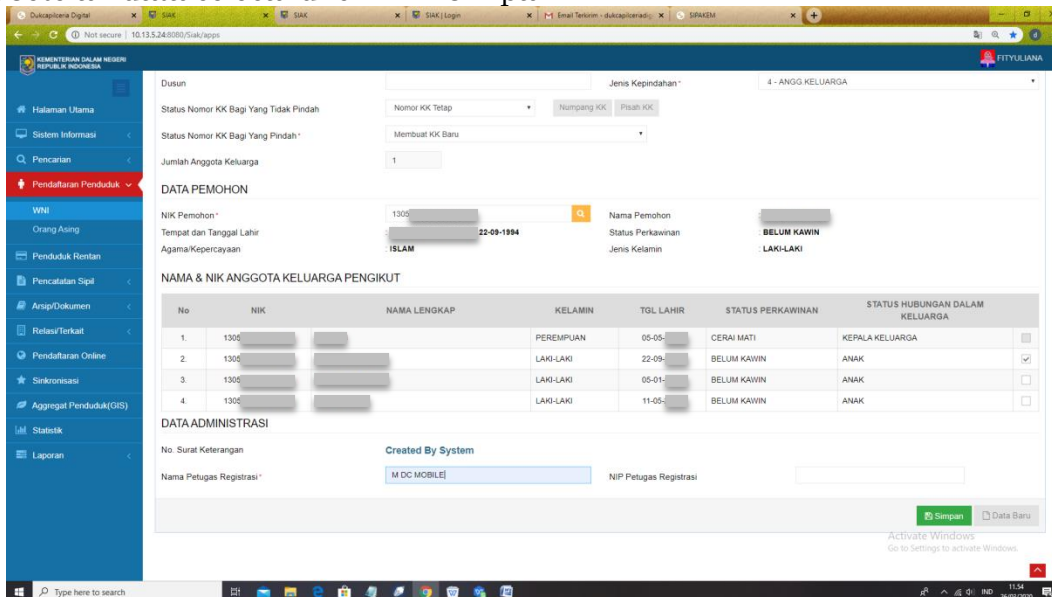 Dukcapilceria Digital
SIAK
SIAK
SIAK | Login
Email Terkirim - dukcapilceriadig
SIPAKEM
Not secure | 10.13.5.24:8080/Siak/apps
KEMENTERIAN DALAM NEGERI
REPUBLIK INDONESIA
FITYULIANA
Halaman Utama
Sistem Informasi
Pencarian
Pendaftaran Penduduk
WNI
Orang Asing
Penduduk Rentan
Pencatatan Sipil
Arsip/Dokumen
Relasi/Terkait
Pendaftaran Online
Sinkronisasi
Aggregat Penduduk(GIS)
Statistik
Laporan
Dusun
Jenis Kepindahan * 4 - ANGG.KELUARGA
Status Nomor KK Bagi Yang Tidak Pindah Nomor KK Tetap Numpang KK Pisah KK
Status Nomor KK Bagi Yang Pindah * Membuat KK Baru
Jumlah Anggota Keluarga 1
DATA PEMOHON
NIK Pemohon * 1305 Nama Pemohon :
Tempat dan Tanggal Lahir : 22-09-1994 Status Perkawinan : BELUM KAWIN
Agama/Kepercayaan : ISLAM Jenis Kelamin : LAKI-LAKI
NAMA & NIK ANGGOTA KELUARGA PENGIKUT
No NIK NAMA LENGKAP KELAMIN TGL LAHIR STATUS PERKAWINAN STATUS HUBUNGAN DALAM KELUARGA
1. 1305 PEREMPUAN 05-05- CERAI MATI KEPALA KELUARGA
2. 1305 LAKI-LAKI 22-09- BELUM KAWIN ANAK
3. 1305 LAKI-LAKI 05-01- BELUM KAWIN ANAK
4. 1305 LAKI-LAKI 11-05- BELUM KAWIN ANAK
DATA ADMINISTRASI
No. Surat Keterangan Created By System
Nama Petugas Registrasi * M DC MOBILE NIP Petugas Registrasi
Simpan Data Baru
Activate Windows
Go to Settings to activate Windows.
Type here to search
IND
11.54
26/03/2020